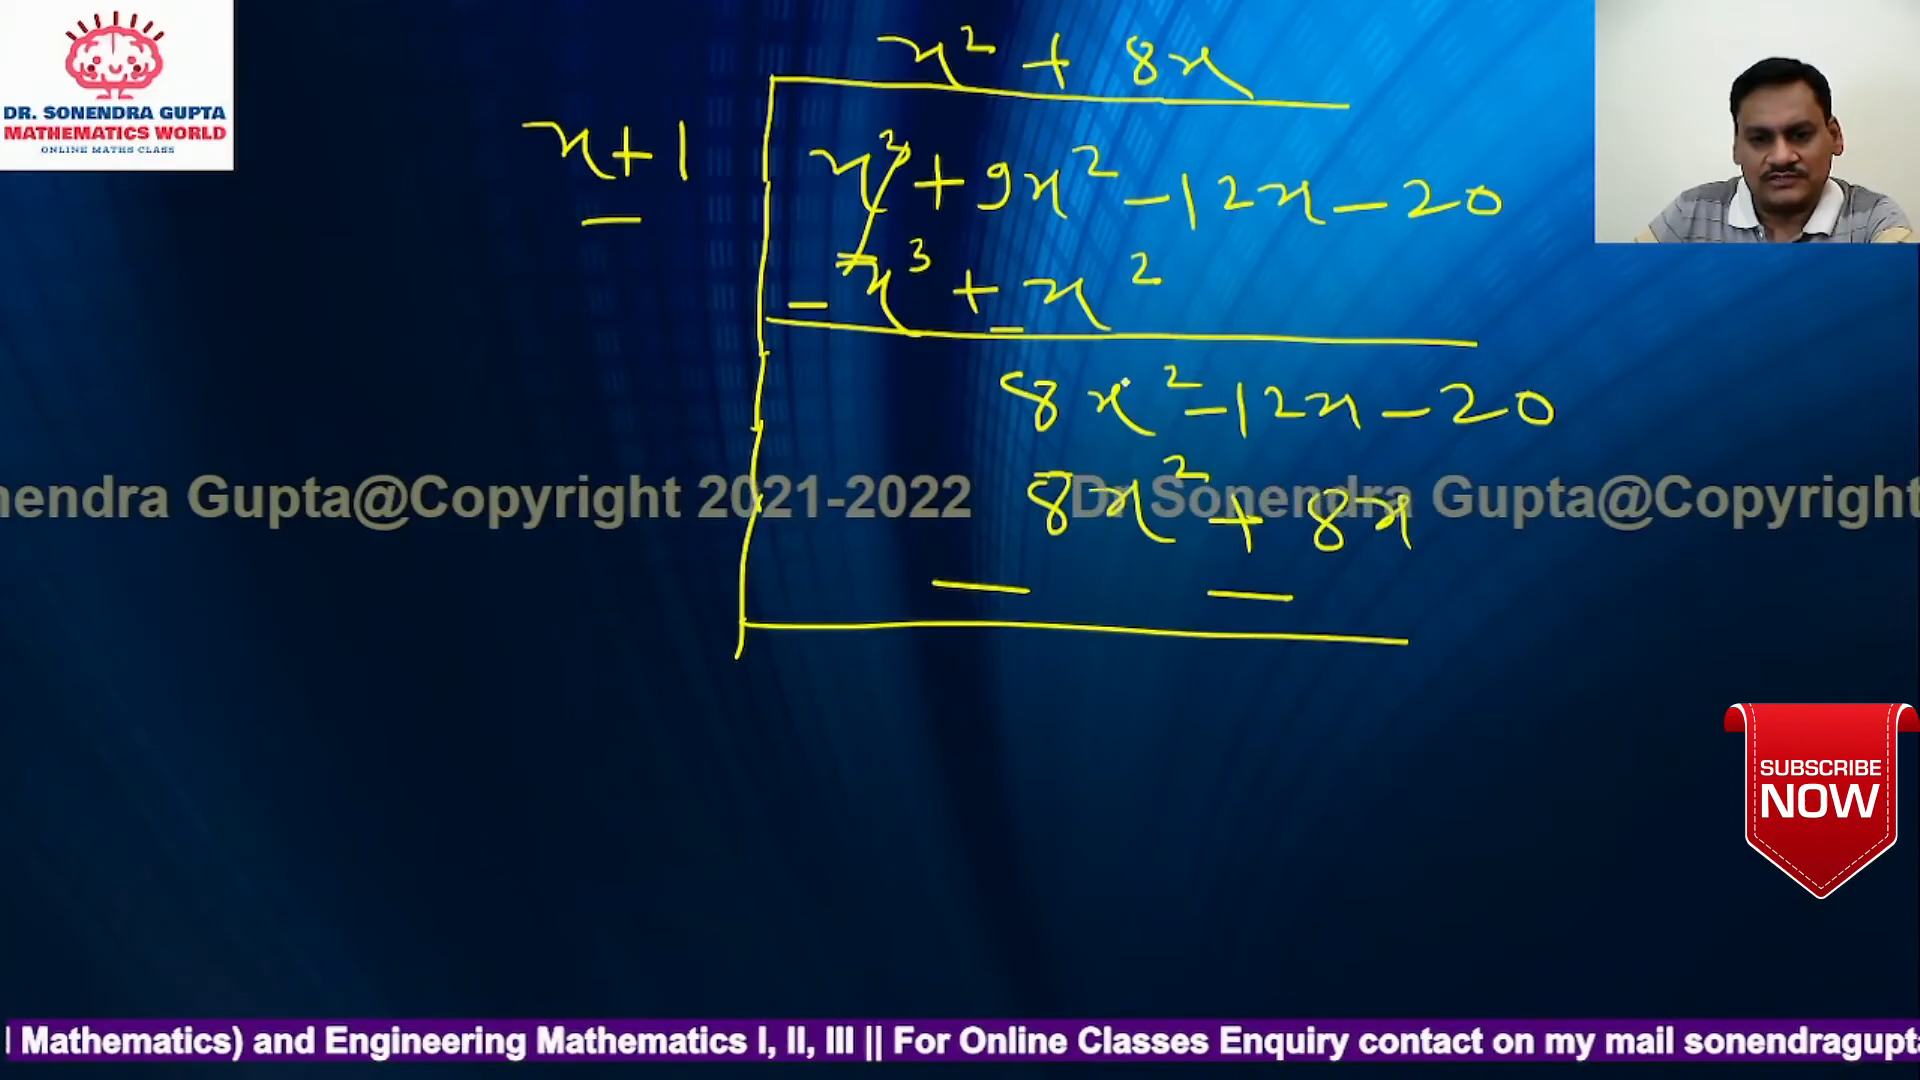 DR. SONENDRA GUPTA
MATHEMATICS WORLD
ONLINE MATHS CLASS
x² + 8x
x+1
x³ + 9x² - 12x - 20
- x³ + x²
-
8x² - 12x - 20
8x² + 8x
— —
nendra Gupta@Copyright 2021-2022 Dr Sonendra Gupta@Copyright
SUBSCRIBE
NOW
l Mathematics) and Engineering Mathematics I, II, III || For Online Classes Enquiry contact on my mail sonendragupt